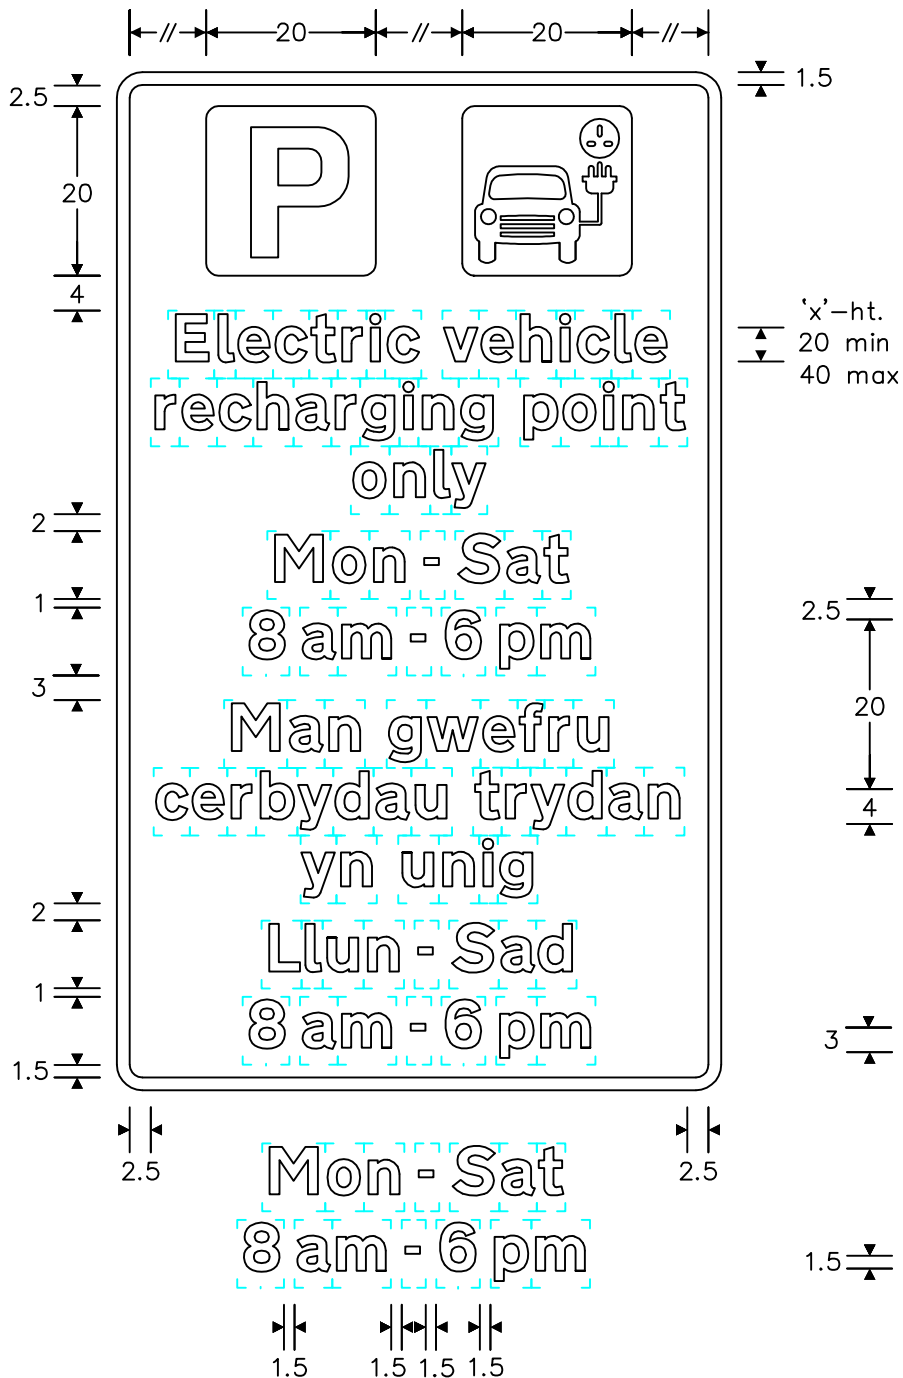 // 20 // 20 //
1.5
2.5
P
20
4
Electric vehicle
'x'-ht.
20 min
40 max
recharging point
only
2
Mon - Sat
1
2.5
8 am - 6 pm
3
20
Man gwefru
cerbydau trydan
4
yn unig
2
Llun - Sad
1
8 am - 6 pm
3
1.5
2.5 2.5
Mon - Sat
8 am - 6 pm
1.5
1.5 1.5 1.5 1.5